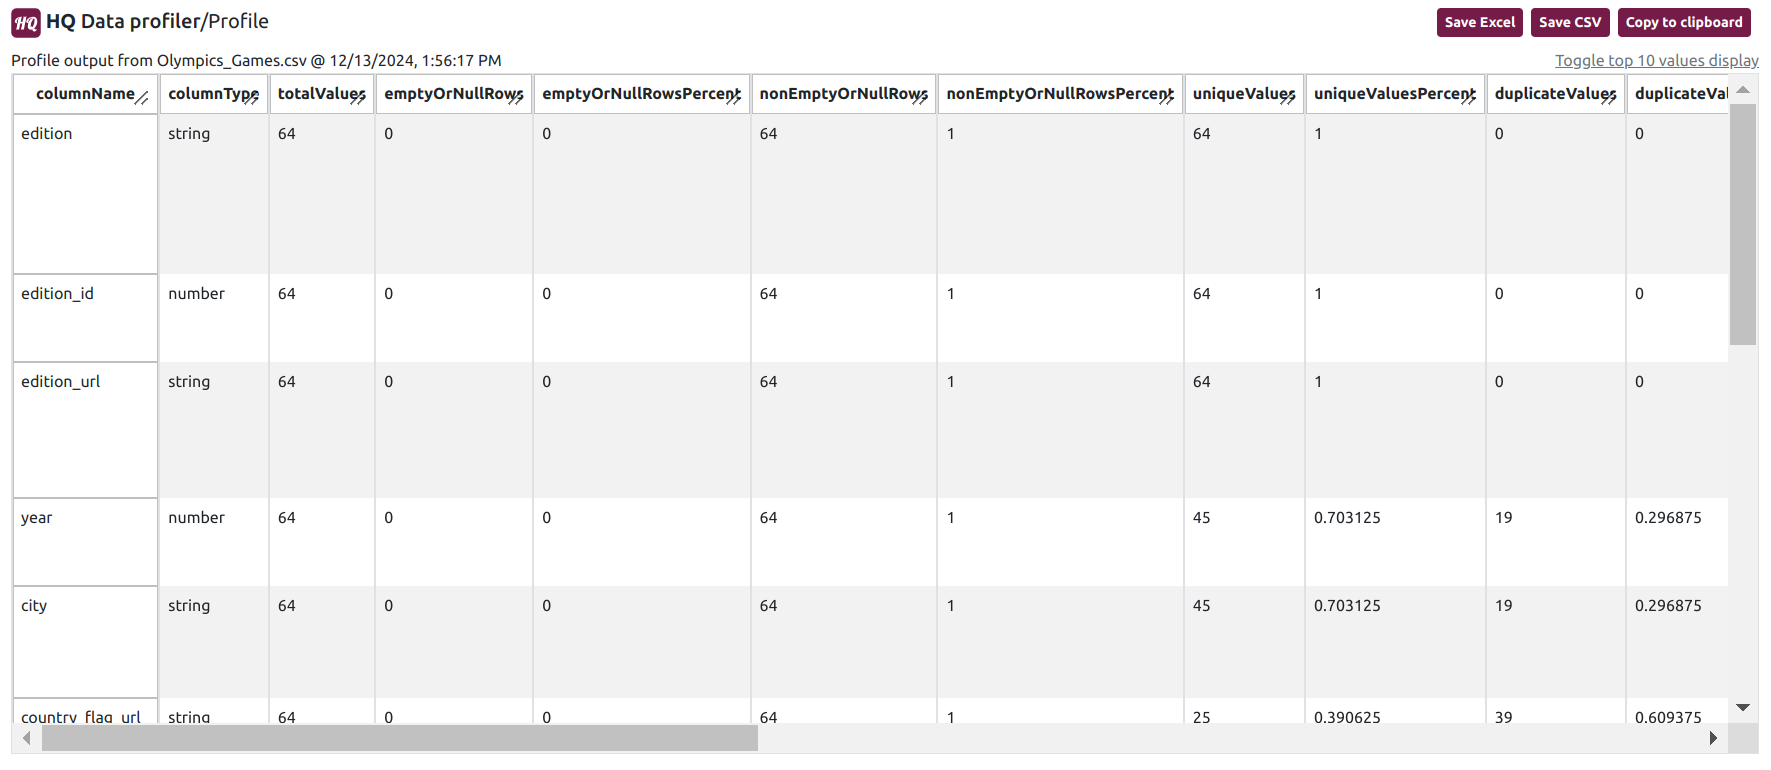 HQ HQ Data profiler/Profile Save Excel Save CSV Copy to clipboard
Profile output from Olympics_Games.csv @ 12/13/2024, 1:56:17 PM Toggle top 10 values display
columnName columnType totalValues emptyOrNullRows emptyOrNullRowsPercent nonEmptyOrNullRows nonEmptyOrNullRowsPercent uniqueValues uniqueValuesPercent duplicateValues duplicateVal
edition string 64 0 0 64 1 64 1 0 0
edition_id number 64 0 0 64 1 64 1 0 0
edition_url string 64 0 0 64 1 64 1 0 0
year number 64 0 0 64 1 45 0.703125 19 0.296875
city string 64 0 0 64 1 45 0.703125 19 0.296875
country_flag_url string 64 0 0 64 1 25 0.390625 39 0.609375